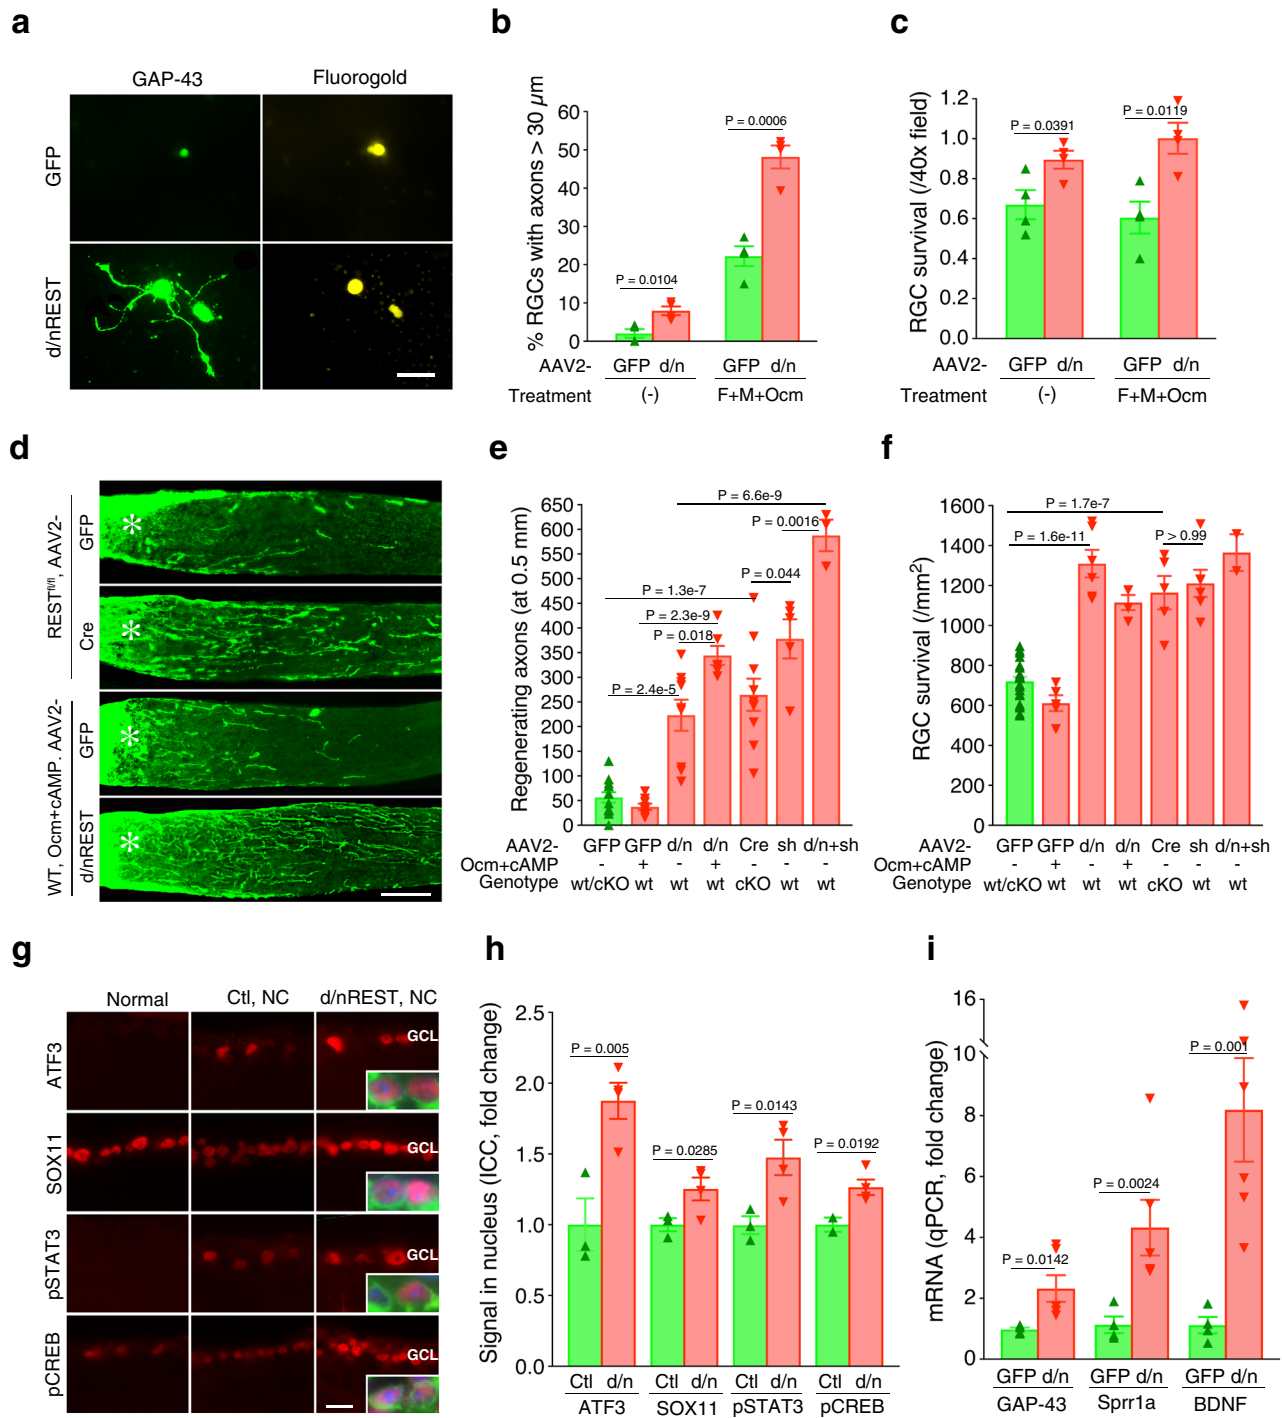 a
GAP-43 Fluorogold
GFP
d/nREST
b
% RGCs with axons > 30 µm
60
50
40
30
20
10
0
P = 0.0104
P = 0.0006
AAV2- GFP d/n GFP d/n
Treatment (-) F+M+Ocm
c
RGC survival (/40x field)
1.2
1.0
0.8
0.6
0.4
0.2
0.0
P = 0.0391
P = 0.0119
AAV2- GFP d/n GFP d/n
Treatment (-) F+M+Ocm
d
REST^fl/fl, AAV2-
GFP
Cre
WT, Ocm+cAMP. AAV2-
GFP
d/nREST
*
*
*
*
e
Regenerating axons (at 0.5 mm)
650
600
550
500
450
400
350
300
250
200
150
100
50
0
P = 6.6e-9
P = 0.0016
P = 0.044
P = 1.3e-7
P = 2.3e-9
P = 0.018
P = 2.4e-5
AAV2- GFP GFP d/n d/n Cre sh d/n+sh
Ocm+cAMP - + - + - - -
Genotype wt/cKO wt wt wt cKO wt wt
f
RGC survival (/mm²)
1600
1400
1200
1000
800
600
400
200
0
P = 1.7e-7
P = 1.6e-11
P > 0.99
AAV2- GFP GFP d/n d/n Cre sh d/n+sh
Ocm+cAMP - + - + - - -
Genotype wt/cKO wt wt wt cKO wt wt
g
Normal Ctl, NC d/nREST, NC
ATF3
GCL
SOX11
GCL
pSTAT3
GCL
pCREB
GCL
h
Signal in nucleus (ICC, fold change)
2.5
2.0
1.5
1.0
0.5
0.0
P = 0.005
P = 0.0285
P = 0.0143
P = 0.0192
Ctl d/n Ctl d/n Ctl d/n Ctl d/n
ATF3 SOX11 pSTAT3 pCREB
i
mRNA (qPCR, fold change)
16
10
8
6
4
2
0
P = 0.0142
P = 0.0024
P = 0.001
GFP d/n GFP d/n GFP d/n
GAP-43 Sprr1a BDNF